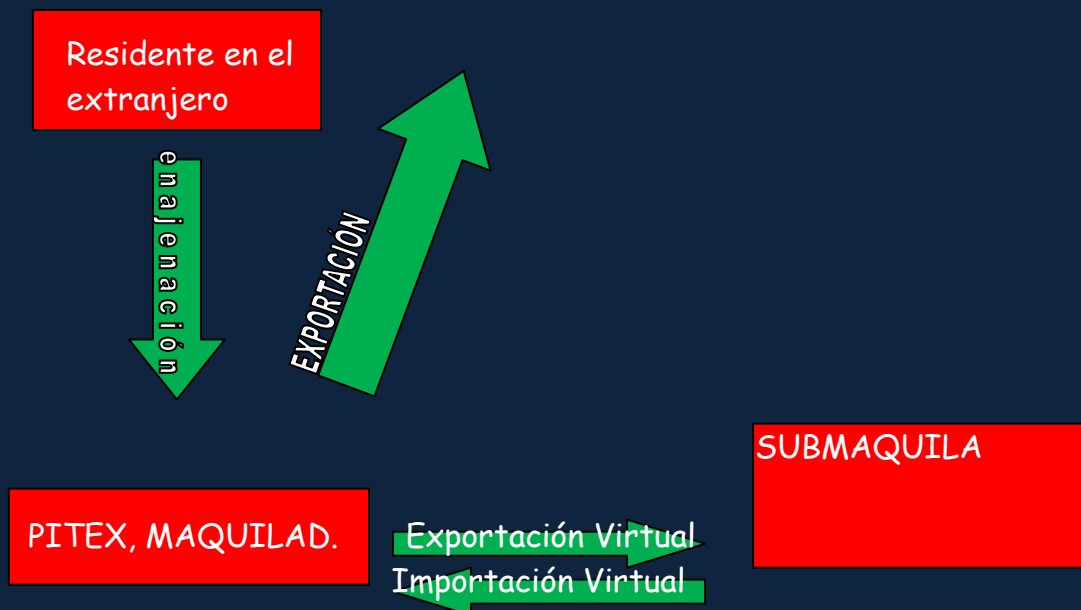 Residente en el
extranjero
enajenación
EXPORTACIÓN
SUBMAQUILA
PITEX, MAQUILAD.
Exportación Virtual
Importación Virtual